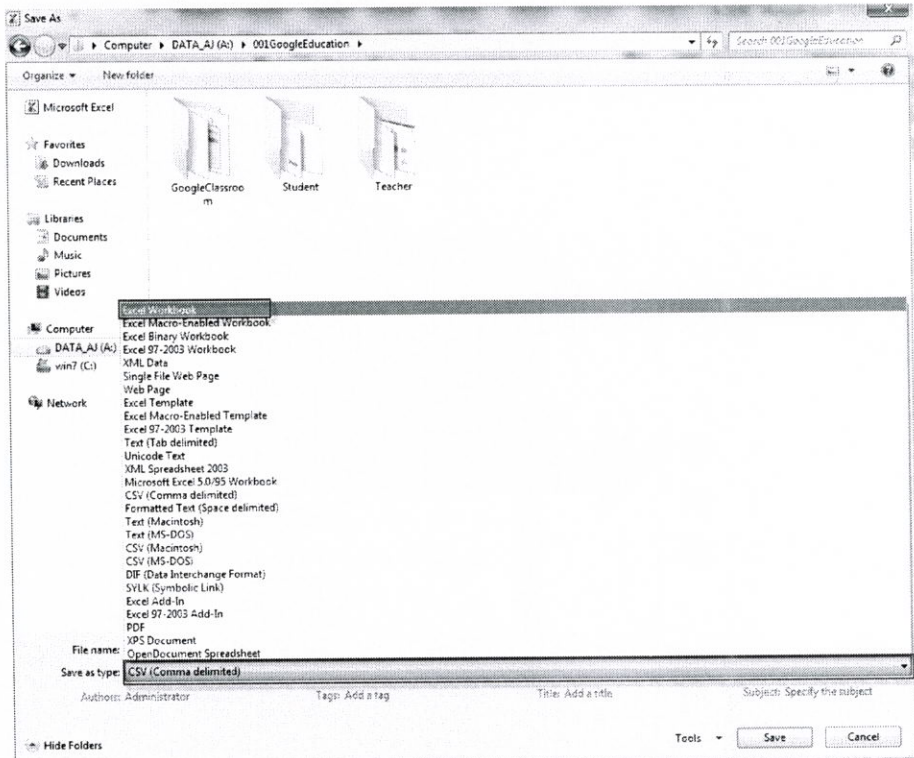 Save As
Computer ▸ DATA_AJ (A:) ▸ 001GoogleEducation ▸
Search 001GoogleEducation
Organize
New folder
Microsoft Excel
Favorites
Downloads
Recent Places
Libraries
Documents
Music
Pictures
Videos
Computer
DATA_AJ (A:)
win7 (C:)
Network
GoogleClassroo
m
Student
Teacher
Excel Workbook
Excel Macro-Enabled Workbook
Excel Binary Workbook
Excel 97-2003 Workbook
XML Data
Single File Web Page
Web Page
Excel Template
Excel Macro-Enabled Template
Excel 97-2003 Template
Text (Tab delimited)
Unicode Text
XML Spreadsheet 2003
Microsoft Excel 5.0/95 Workbook
CSV (Comma delimited)
Formatted Text (Space delimited)
Text (Macintosh)
Text (MS-DOS)
CSV (Macintosh)
CSV (MS-DOS)
DIF (Data Interchange Format)
SYLK (Symbolic Link)
Excel Add-In
Excel 97-2003 Add-In
PDF
XPS Document
OpenDocument Spreadsheet
File name:
Save as type: CSV (Comma delimited)
Authors: Administrator Tags: Add a tag Title: Add a title Subject: Specify the subject
Hide Folders
Tools Save Cancel